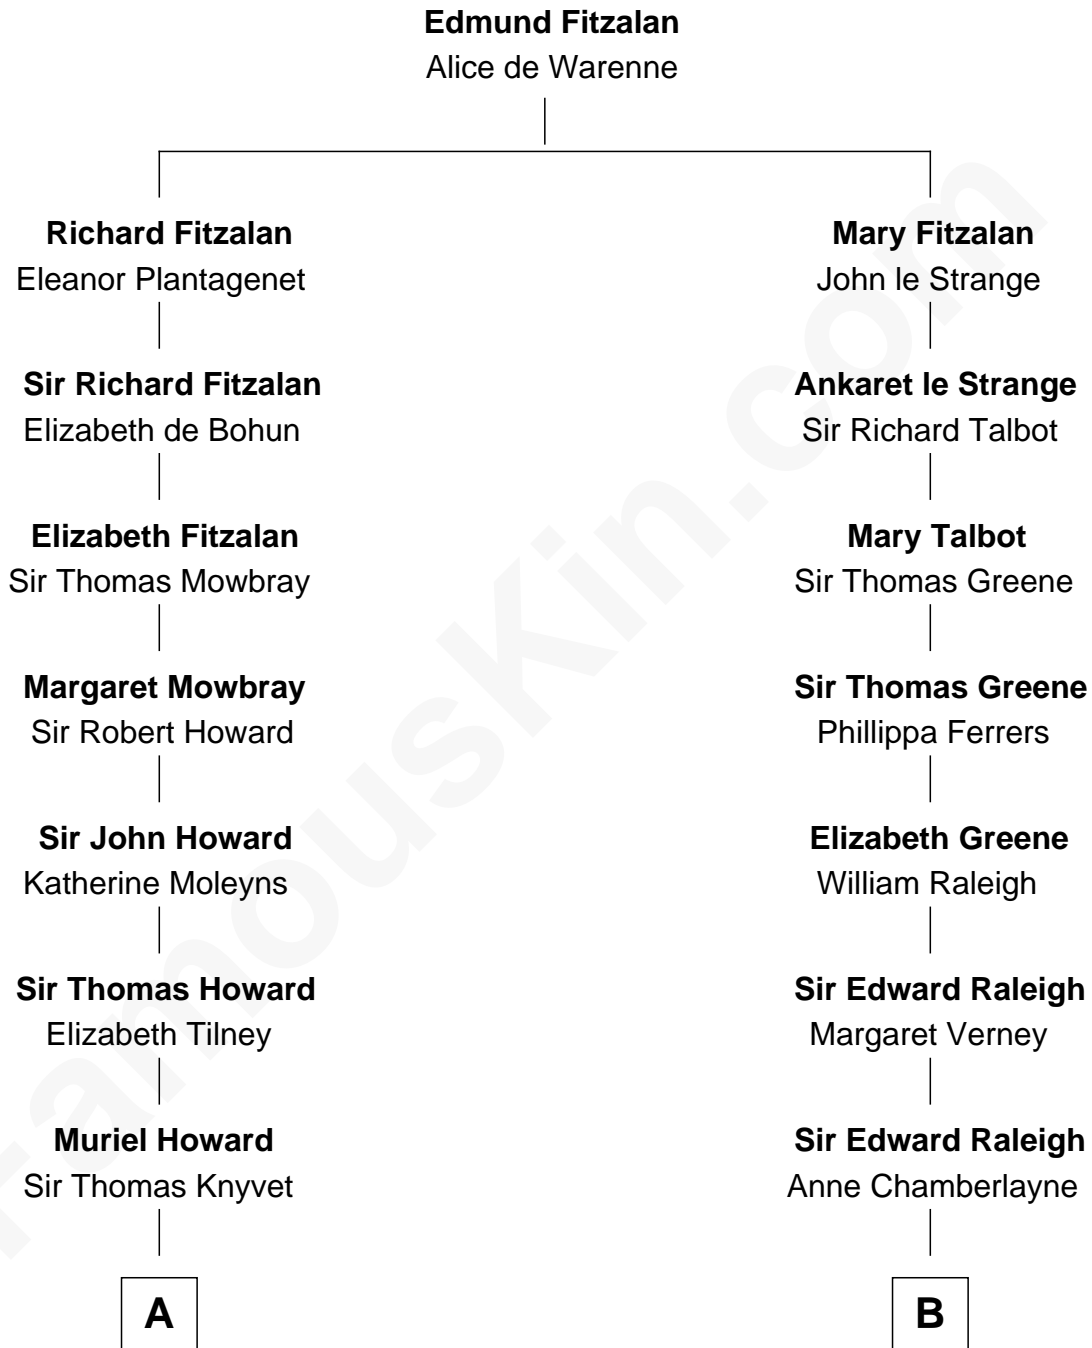 Edmund Fitzalan
Alice de Warenne
Richard Fitzalan
Eleanor Plantagenet
Mary Fitzalan
John le Strange
Sir Richard Fitzalan
Elizabeth de Bohun
Ankaret le Strange
Sir Richard Talbot
Elizabeth Fitzalan
Sir Thomas Mowbray
Mary Talbot
Sir Thomas Greene
Margaret Mowbray
Sir Robert Howard
Sir Thomas Greene
Phillippa Ferrers
Sir John Howard
Katherine Moleyns
Elizabeth Greene
William Raleigh
Sir Thomas Howard
Elizabeth Tilney
Sir Edward Raleigh
Margaret Verney
Muriel Howard
Sir Thomas Knyvet
Sir Edward Raleigh
Anne Chamberlayne
A
B
FamousKin.com